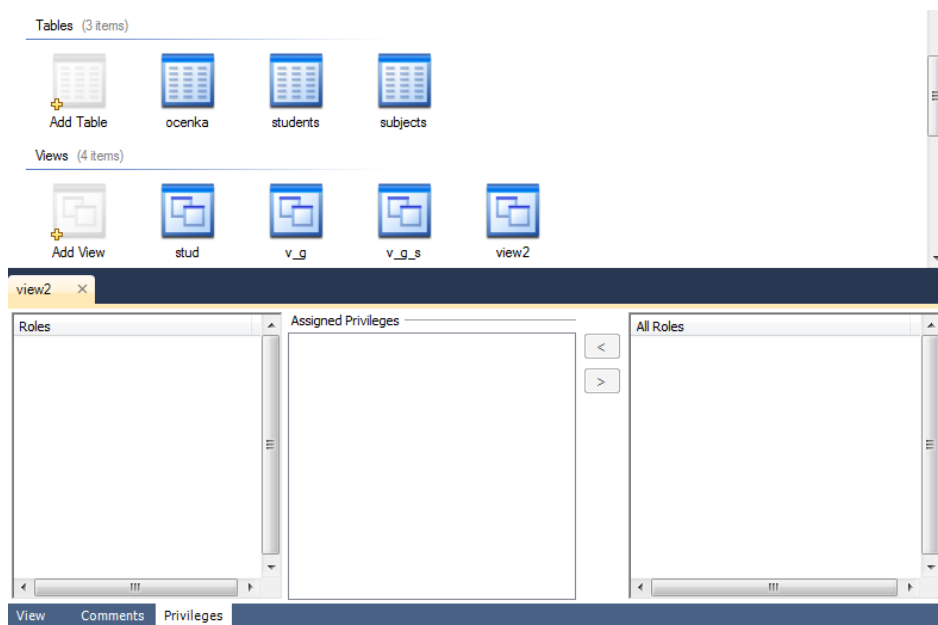 Tables (3 items)
Add Table ocenka students subjects
Views (4 items)
Add View stud v_g v_g_s view2
view2 ×
Roles Assigned Privileges All Roles
<
>
View Comments Privileges